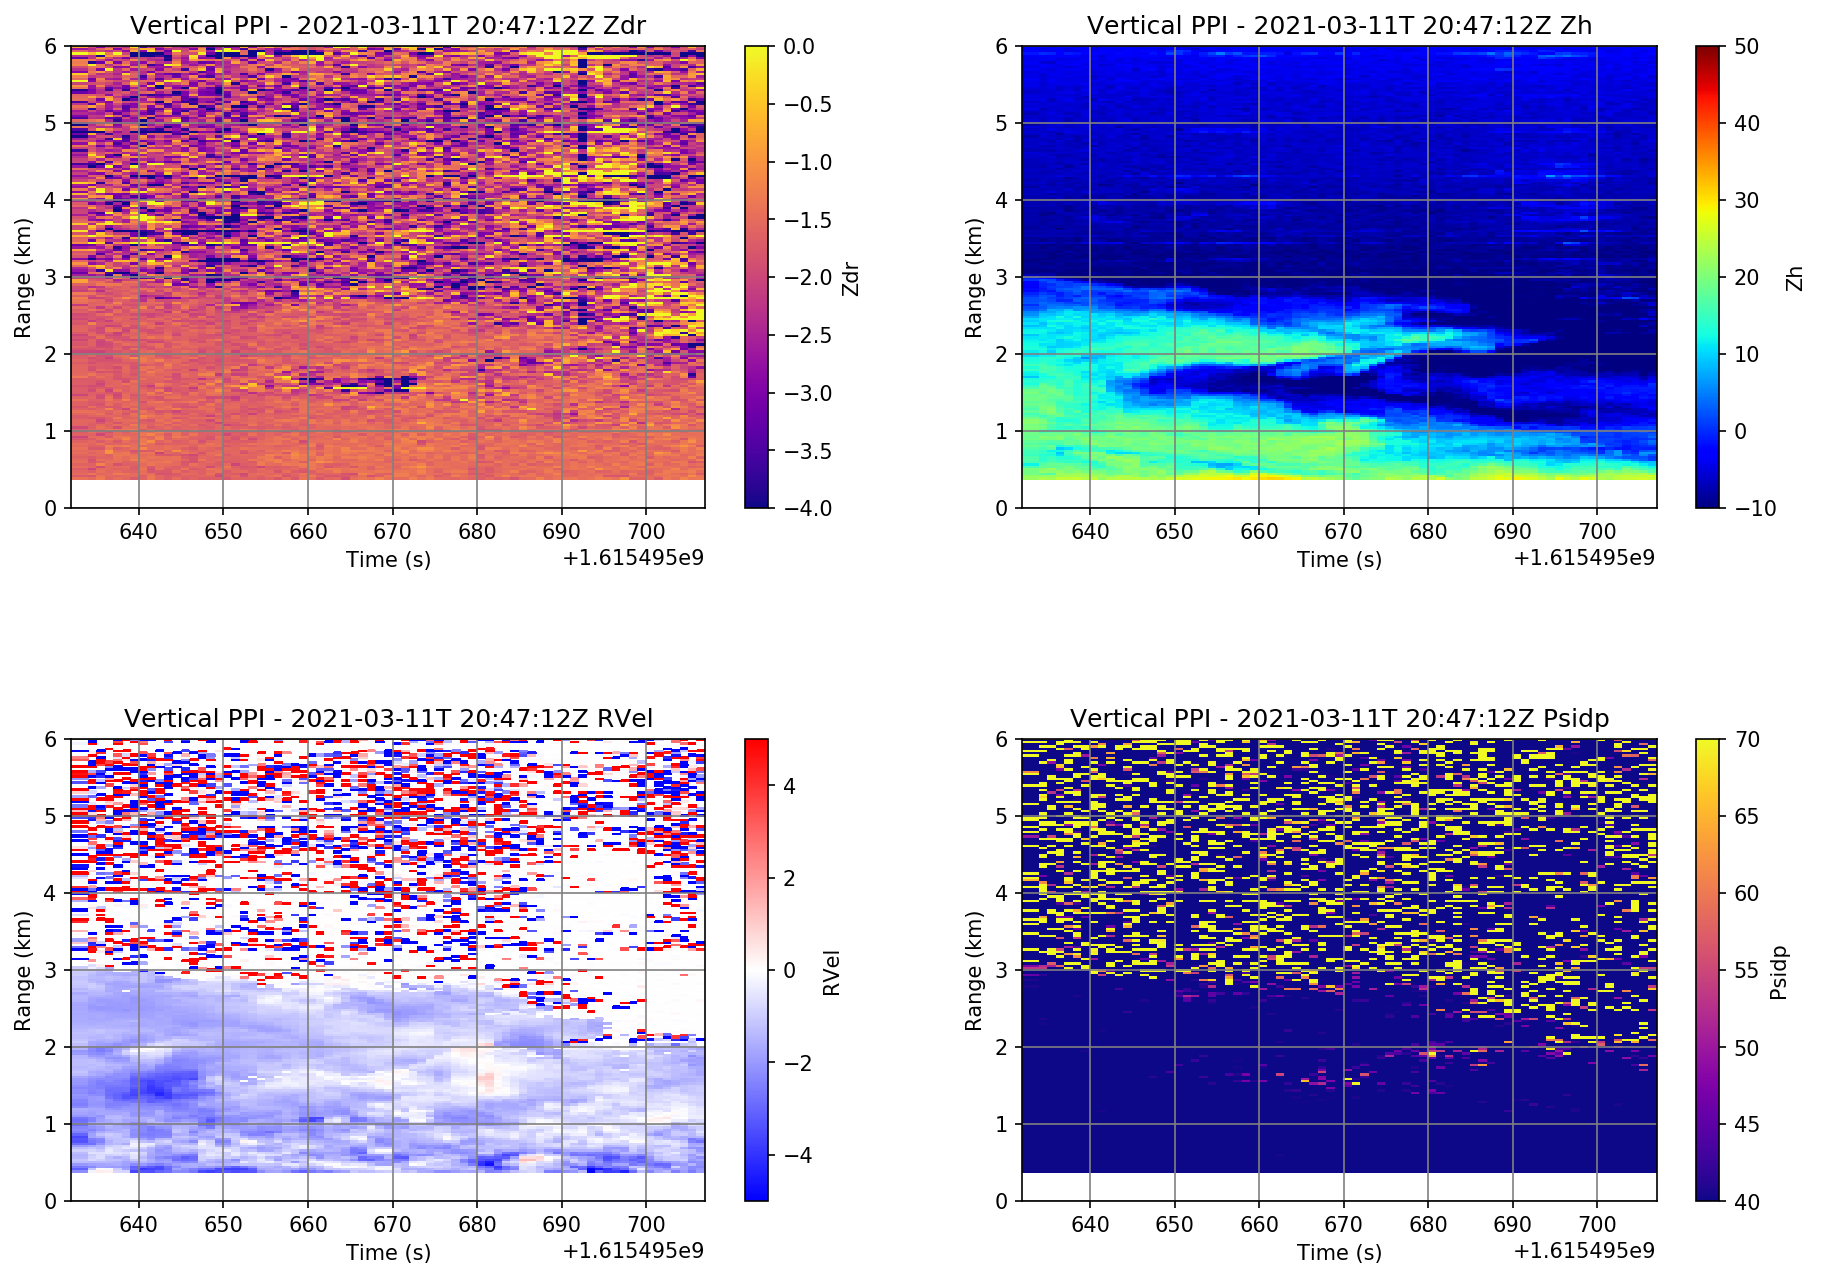 Vertical PPI - 2021-03-11T 20:47:12Z Zdr
6
5
4
3
2
1
0
Range (km)
640 650 660 670 680 690 700
Time (s)
+1.615495e9
0.0
−0.5
−1.0
−1.5
−2.0
−2.5
−3.0
−3.5
−4.0
Zdr
Vertical PPI - 2021-03-11T 20:47:12Z Zh
6
5
4
3
2
1
0
Range (km)
640 650 660 670 680 690 700
Time (s)
+1.615495e9
50
40
30
20
10
0
−10
Zh
Vertical PPI - 2021-03-11T 20:47:12Z RVel
6
5
4
3
2
1
0
Range (km)
640 650 660 670 680 690 700
Time (s)
+1.615495e9
4
2
0
−2
−4
RVel
Vertical PPI - 2021-03-11T 20:47:12Z Psidp
6
5
4
3
2
1
0
Range (km)
640 650 660 670 680 690 700
Time (s)
+1.615495e9
70
65
60
55
50
45
40
Psidp